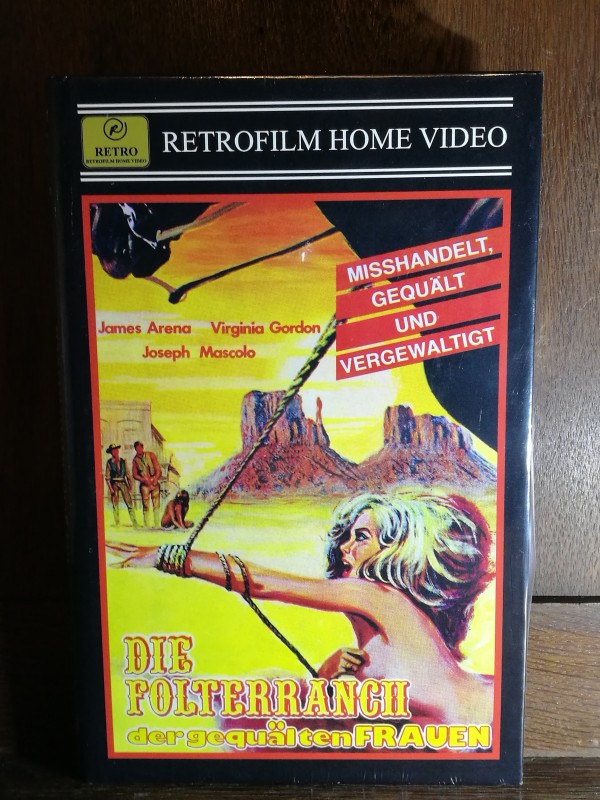 RETRO
RETROFILM HOME VIDEO
RETROFILM HOME VIDEO
MISSHANDELT,
GEQUÄLT
UND
VERGEWALTIGT
James Arena Virginia Gordon
Joseph Mascolo
DIE
FOLTERRANCH
der gequälten FRAUEN